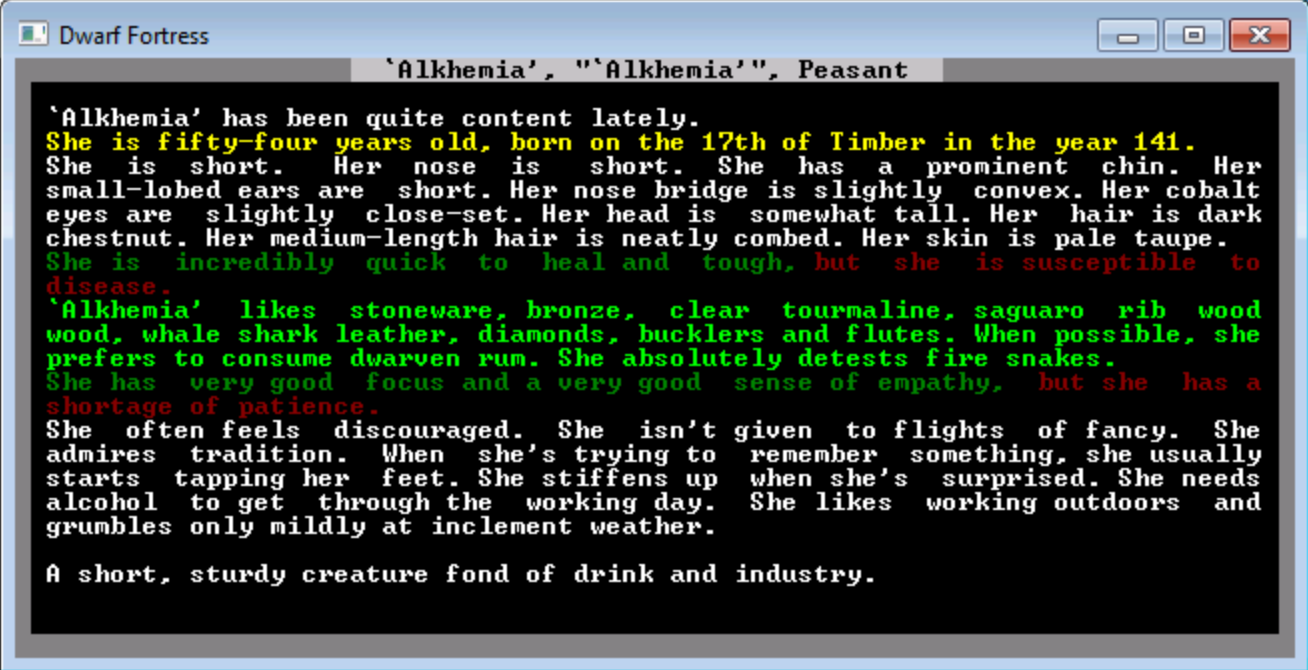 Dwarf Fortress
`Alkhemia', "`Alkhemia'", Peasant
`Alkhemia' has been quite content lately.
She is fifty-four years old, born on the 17th of Timber in the year 141.
She is short. Her nose is short. She has a prominent chin. Her
small-lobed ears are short. Her nose bridge is slightly convex. Her cobalt
eyes are slightly close-set. Her head is somewhat tall. Her hair is dark
chestnut. Her medium-length hair is neatly combed. Her skin is pale taupe.
She is incredibly quick to heal and tough, but she is susceptible to
disease.
`Alkhemia' likes stoneware, bronze, clear tourmaline, saguaro rib wood
wood, whale shark leather, diamonds, bucklers and flutes. When possible, she
prefers to consume dwarven rum. She absolutely detests fire snakes.
She has very good focus and a very good sense of empathy, but she has a
shortage of patience.
She often feels discouraged. She isn't given to flights of fancy. She
admires tradition. When she's trying to remember something, she usually
starts tapping her feet. She stiffens up when she's surprised. She needs
alcohol to get through the working day. She likes working outdoors and
grumbles only mildly at inclement weather.
A short, sturdy creature fond of drink and industry.